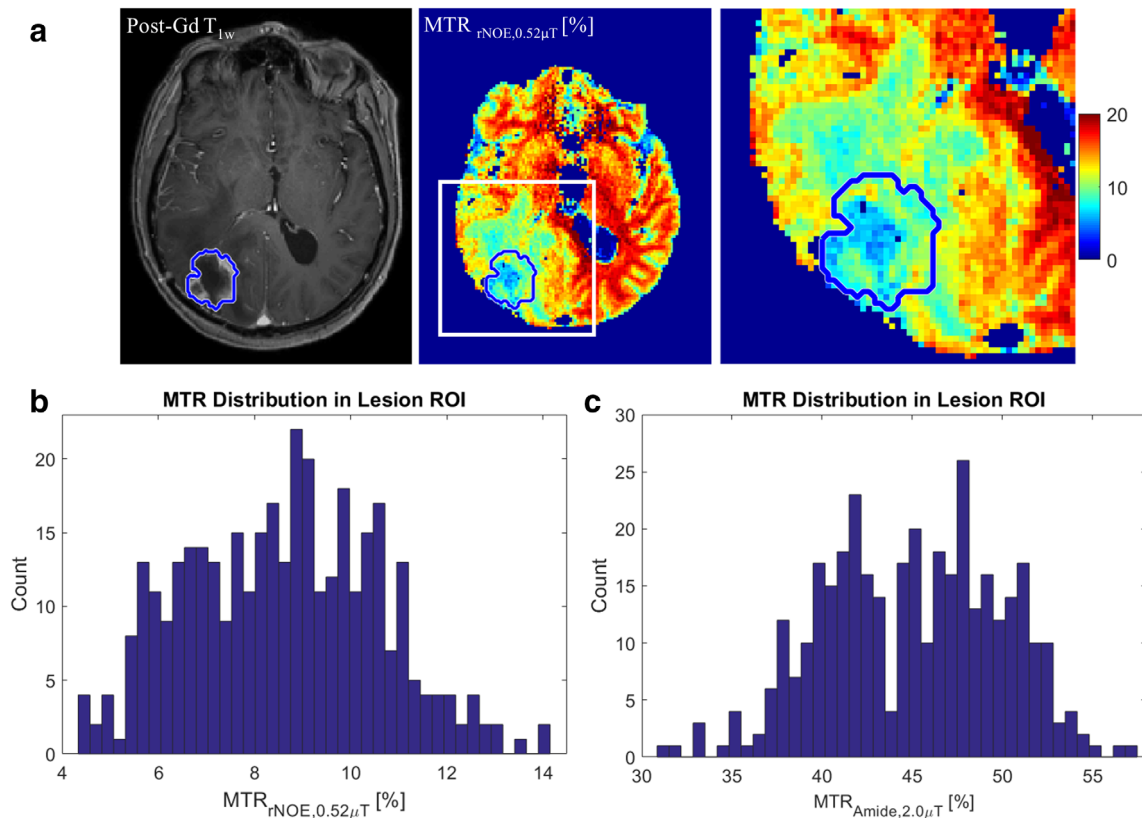 a
Post-Gd T1w
MTR rNOE,0.52μT [%]
20
10
0
b
MTR Distribution in Lesion ROI
20
15
10
5
0
Count
4 6 8 10 12 14
MTRrNOE,0.52μT [%]
c
MTR Distribution in Lesion ROI
30
25
20
15
10
5
0
Count
30 35 40 45 50 55
MTRAmide,2.0μT [%]